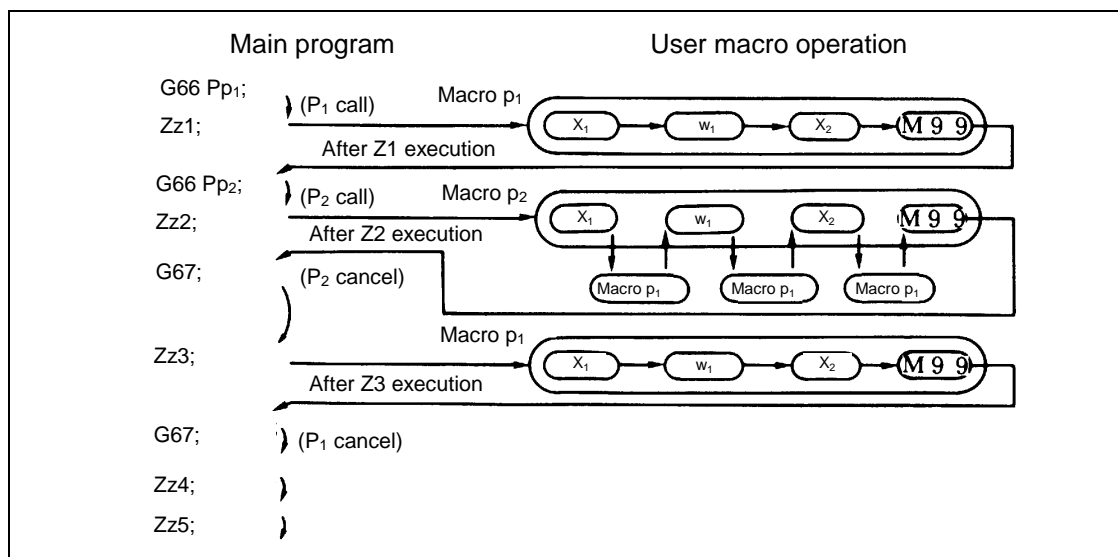 Main program    User macro operation
G66 Pp₁;
(P₁ call)    Macro p₁
Zz1;    X₁    w₁    X₂    M99
After Z1 execution
G66 Pp₂;
(P₂ call)    Macro p₂
Zz2;    X₁    w₁    X₂    M99
After Z2 execution
G67;    (P₂ cancel)    Macro p₁    Macro p₁    Macro p₁
Macro p₁
Zz3;    X₁    w₁    X₂    M99
After Z3 execution
G67;    (P₁ cancel)
Zz4;
Zz5;